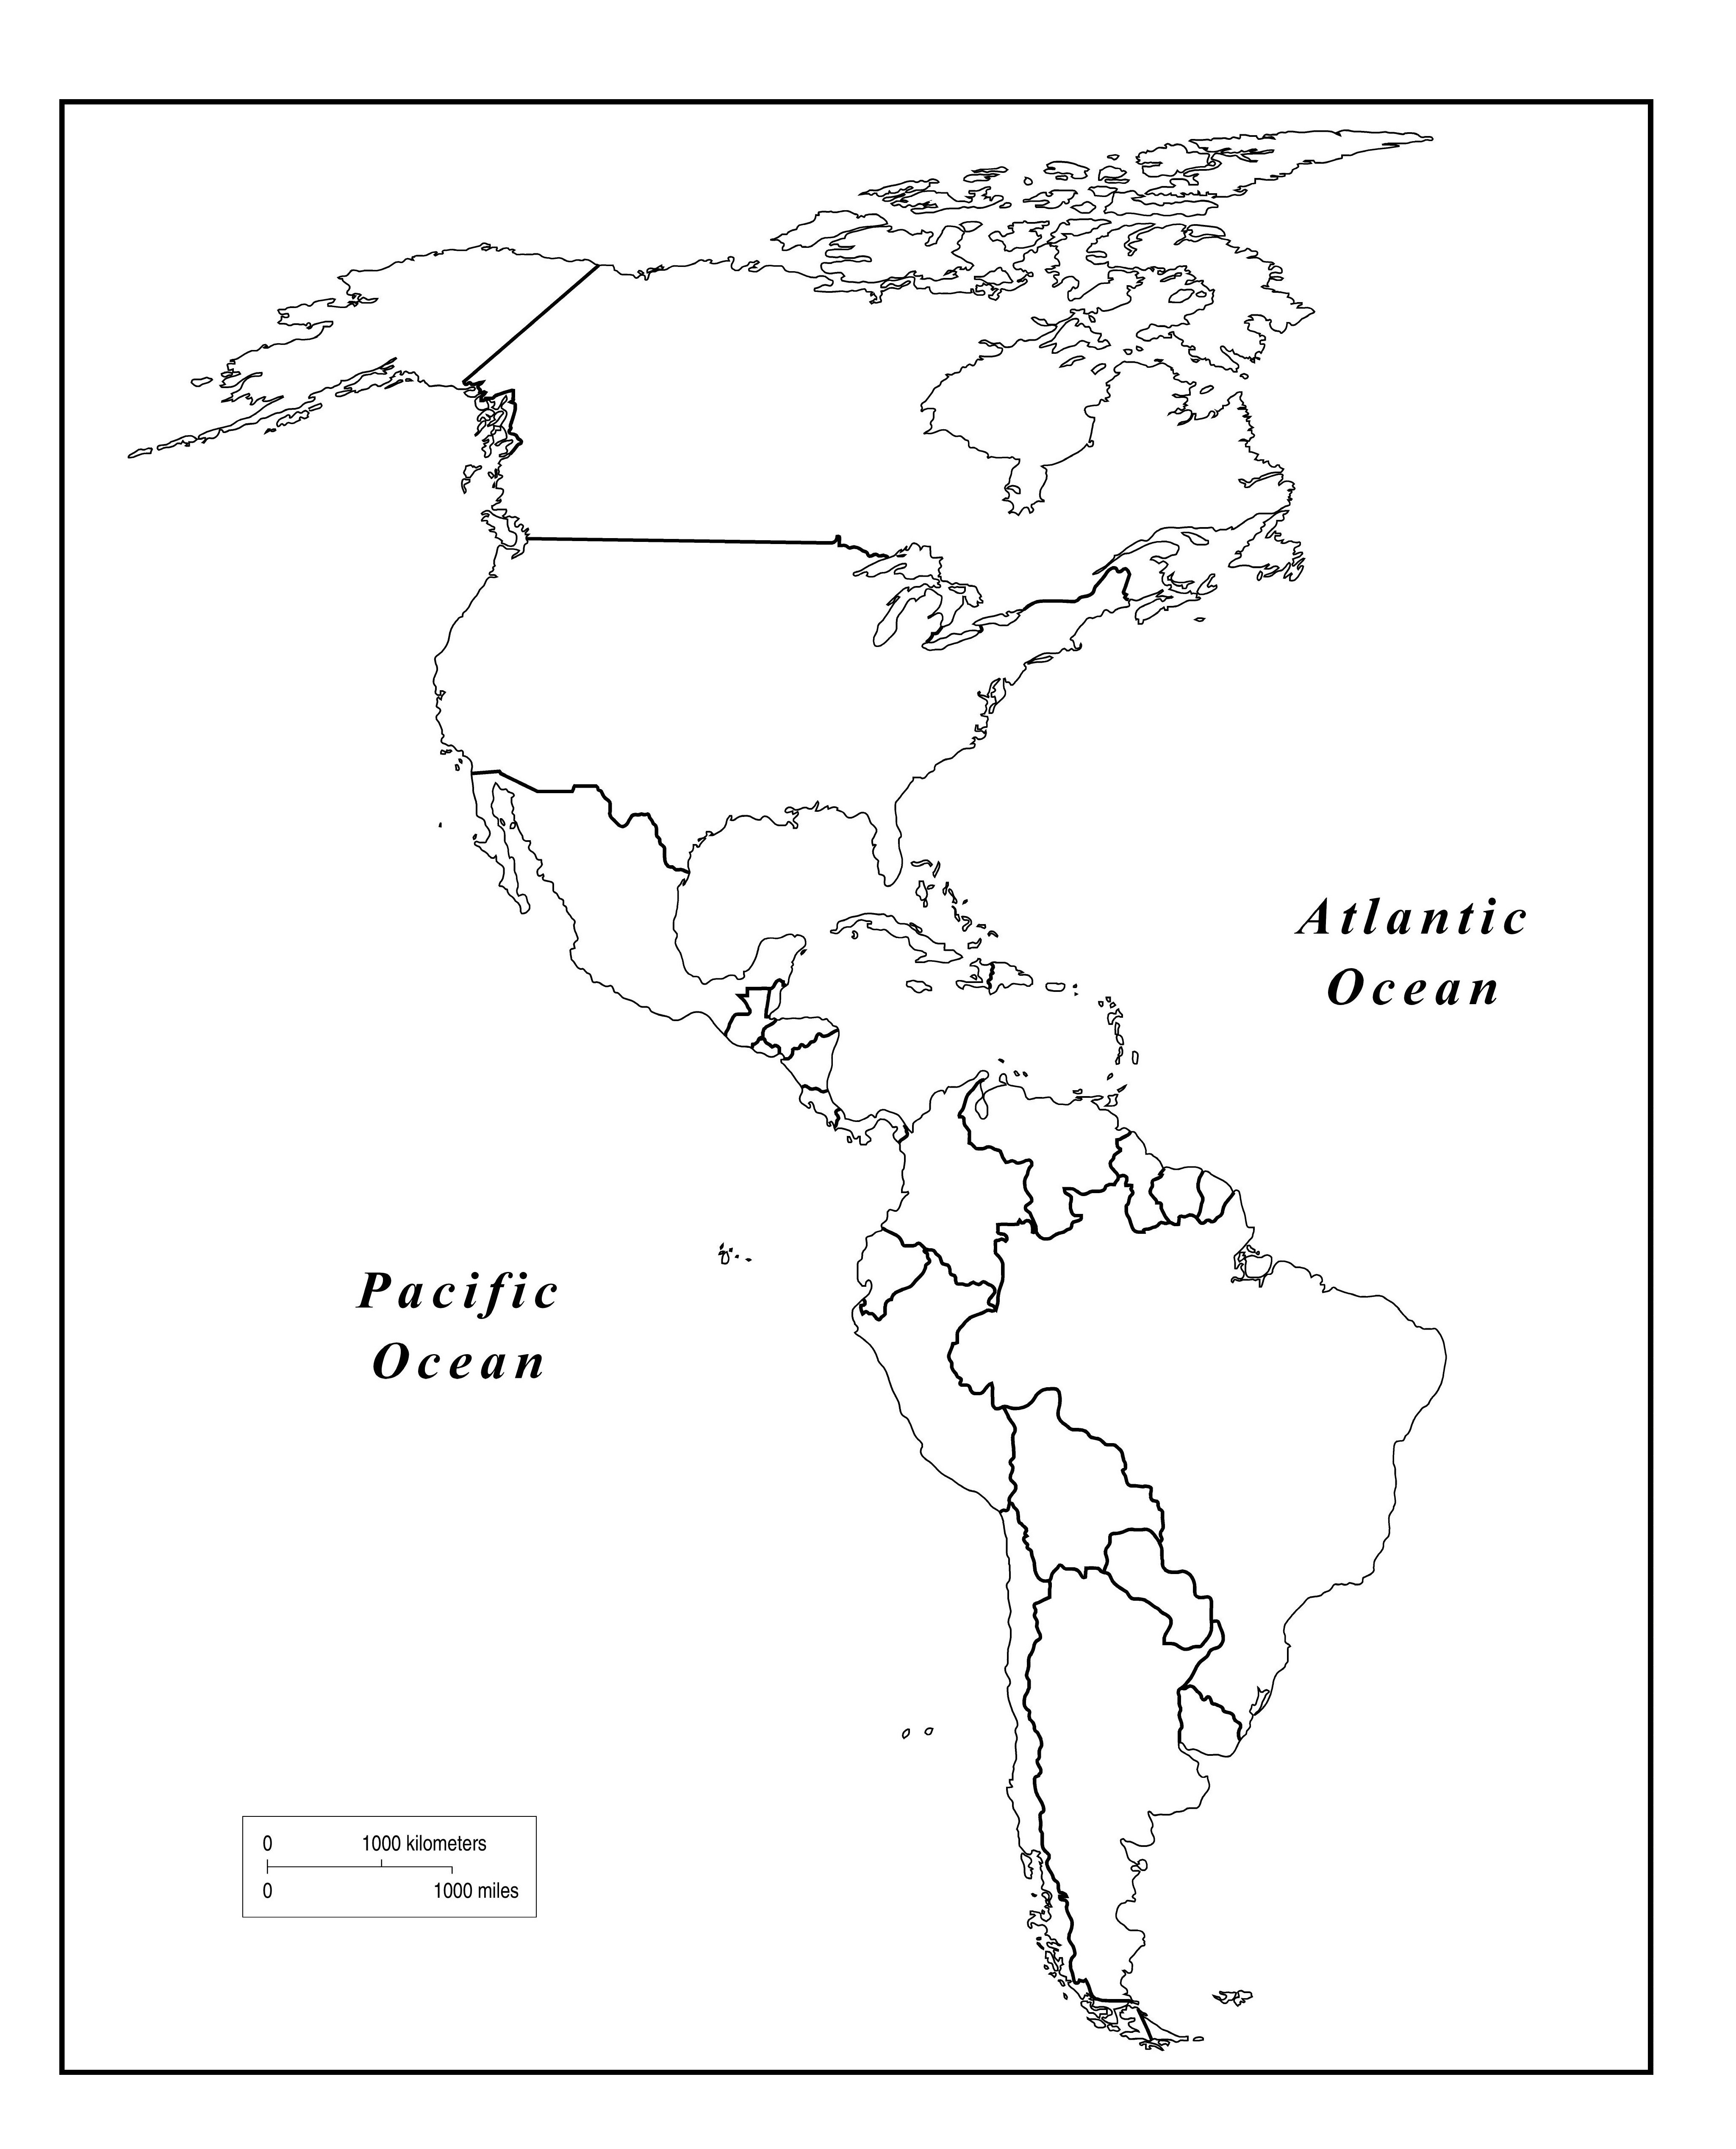 Atlantic
Ocean
Pacific
Ocean
0 1000 kilometers
0 1000 miles